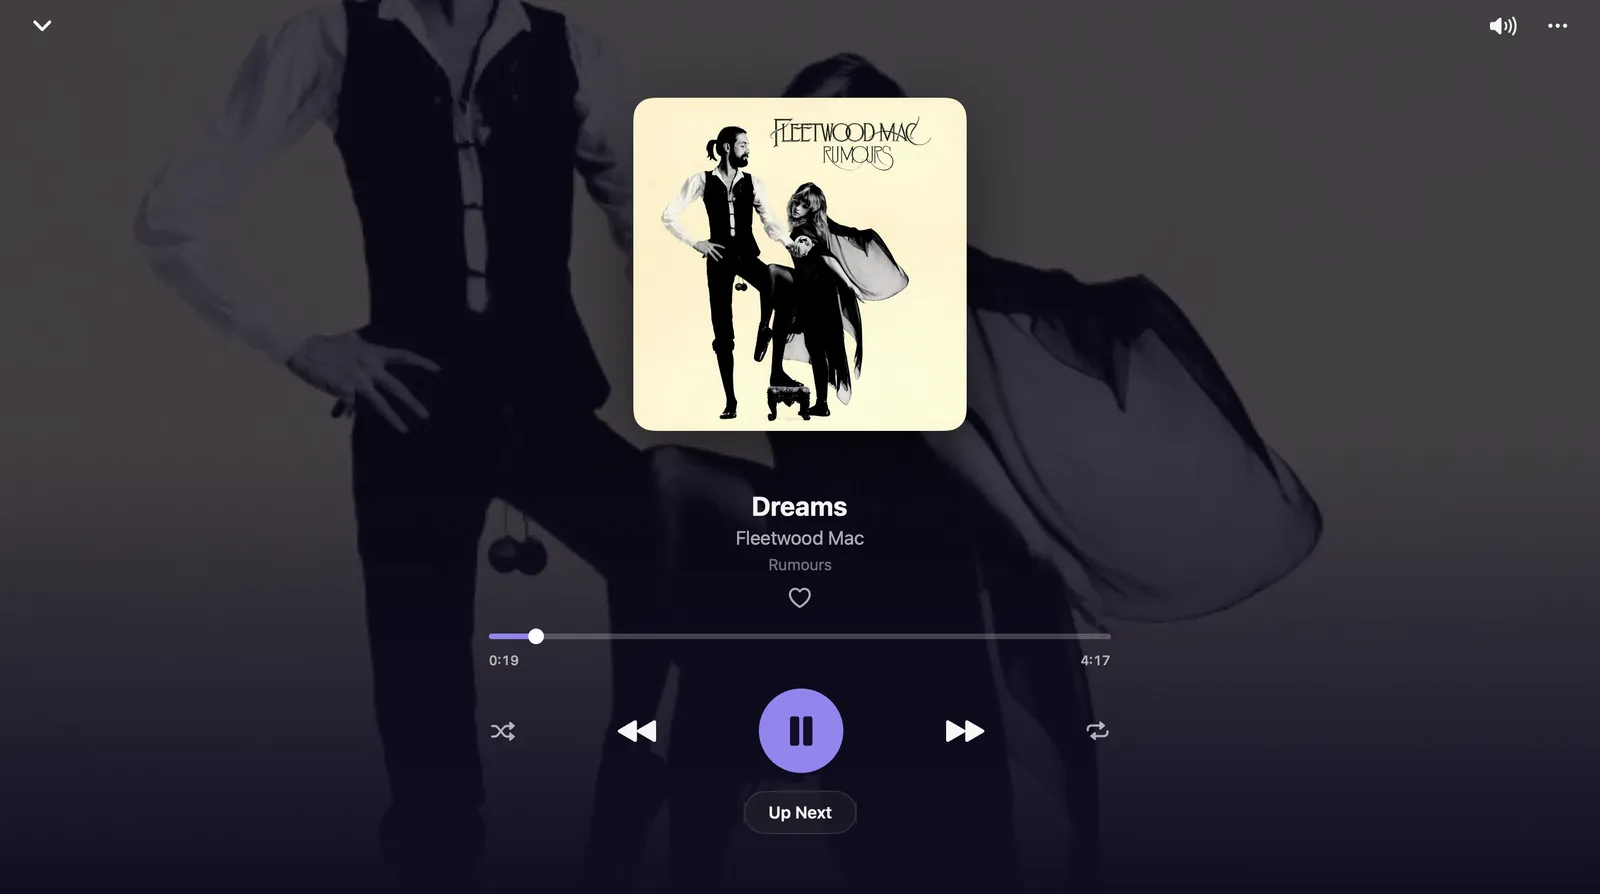 FLEETWOOD MAC
RUMOURS
Dreams
Fleetwood Mac
Rumours
0:19
4:17
Up Next